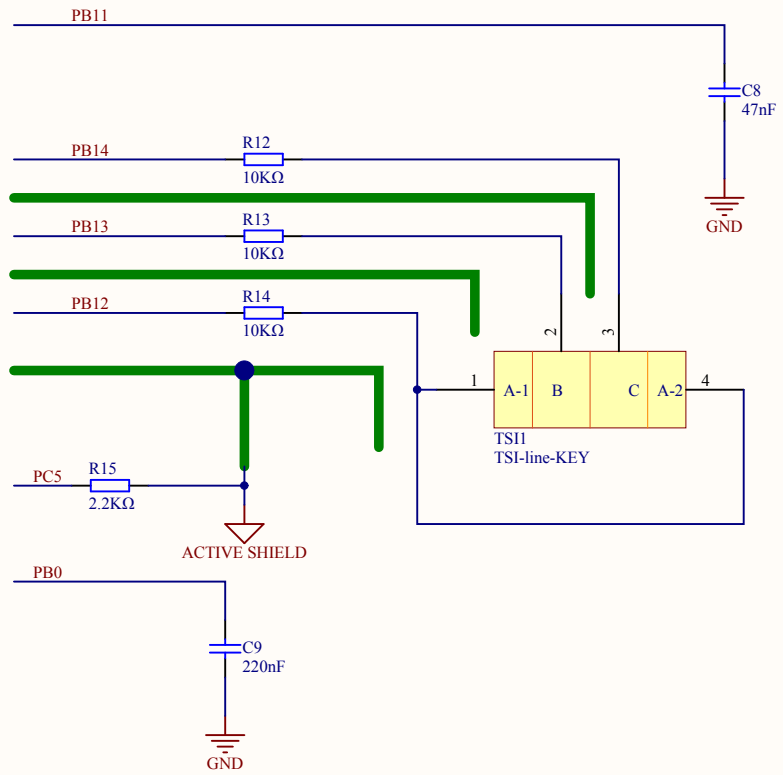 PB11
C8
47nF
GND
PB14
R12
10KΩ
PB13
R13
10KΩ
PB12
R14
10KΩ
2
3
1
A-1
B
C
A-2
4
TSI1
TSI-line-KEY
PC5
R15
2.2KΩ
ACTIVE SHIELD
PB0
C9
220nF
GND